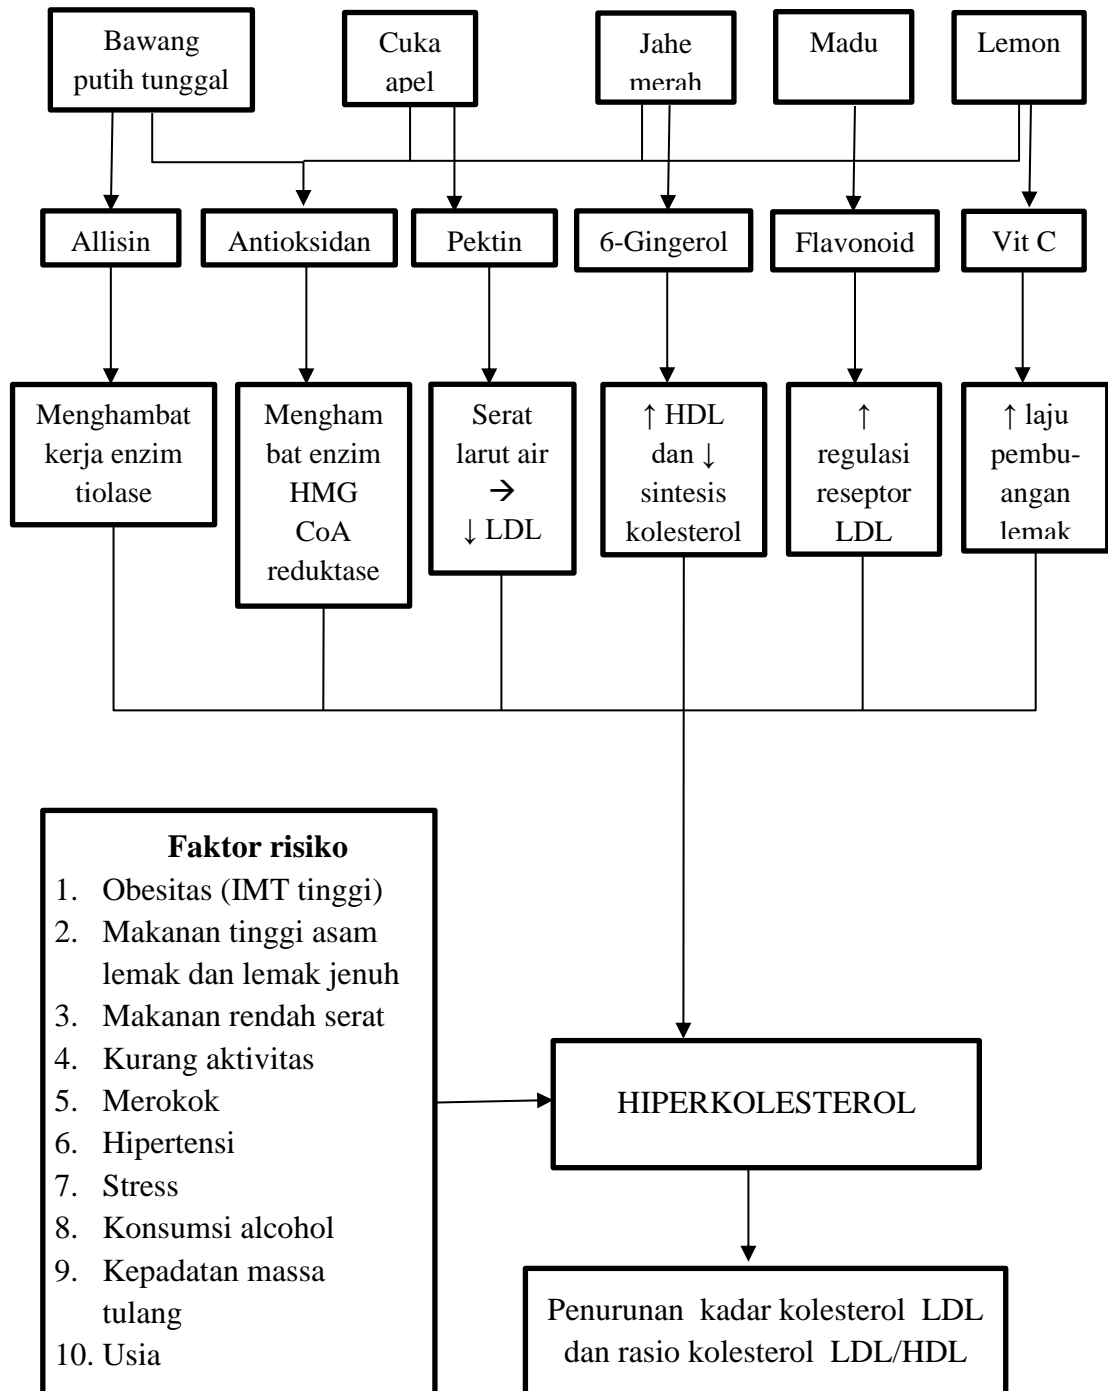 Bawang
putih tunggal
Cuka
apel
Jahe
merah
Madu
Lemon
Allisin
Antioksidan
Pektin
6-Gingerol
Flavonoid
Vit C
Menghambat
kerja enzim
tiolase
Mengham
bat enzim
HMG
CoA
reduktase
Serat
larut air
→
↓ LDL
↑ HDL
dan ↓
sintesis
kolesterol
↑
regulasi
reseptor
LDL
↑ laju
pembu-
angan
lemak
Faktor risiko
1. Obesitas (IMT tinggi)
2. Makanan tinggi asam
lemak dan lemak jenuh
3. Makanan rendah serat
4. Kurang aktivitas
5. Merokok
6. Hipertensi
7. Stress
8. Konsumsi alcohol
9. Kepadatan massa
tulang
10. Usia
HIPERKOLESTEROL
Penurunan kadar kolesterol LDL
dan rasio kolesterol LDL/HDL